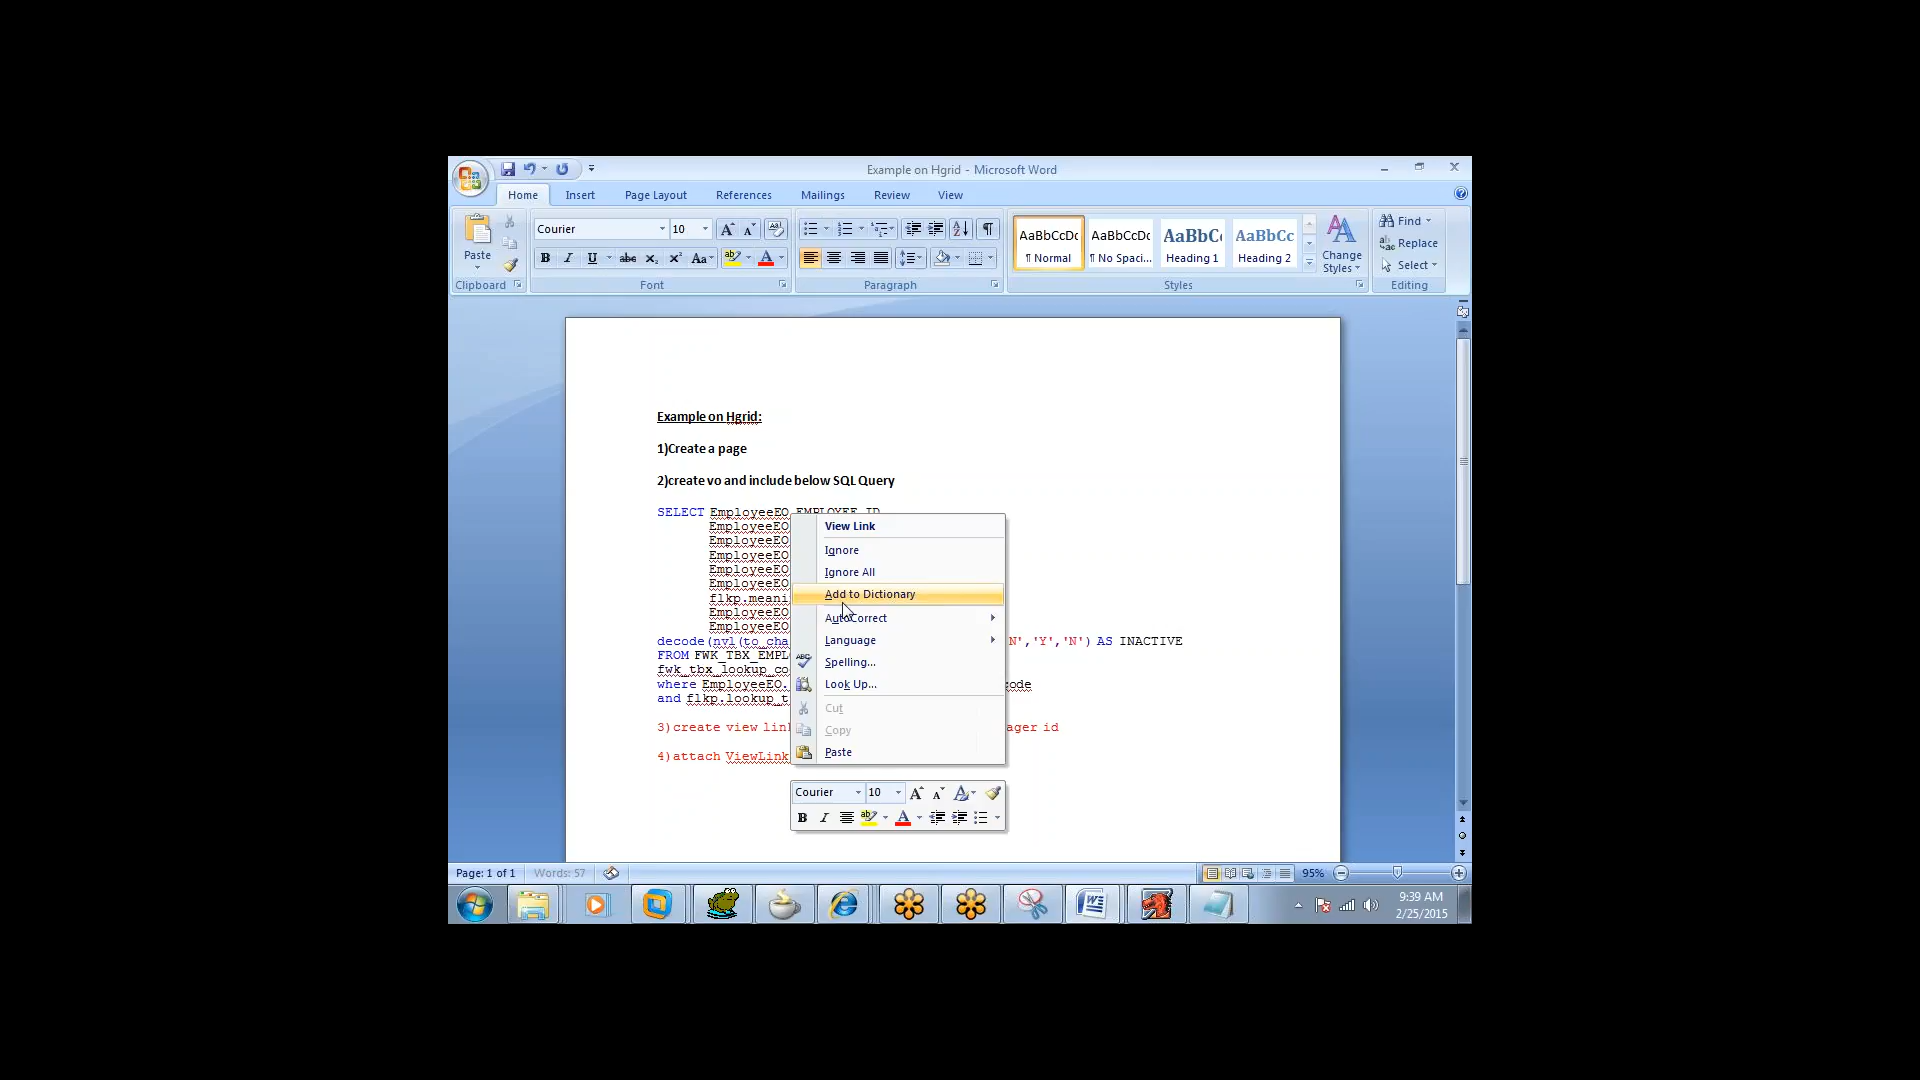 Example on Hgrid - Microsoft Word
Home Insert Page Layout References Mailings Review View
Paste
Clipboard
Courier 10
Font
Paragraph
AaBbCcDc AaBbCcDc AaBbC AaBbCc
¶ Normal ¶ No Spaci... Heading 1 Heading 2
Change Styles
Styles
Find
Replace
Select
Editing
Example on Hgrid:
1)Create a page
2)create vo and include below SQL Query
SELECT EmployeeEO.EMPLOYEE_ID
EmployeeEO
EmployeeEO
EmployeeEO
EmployeeEO
EmployeeEO
flkp.meani
EmployeeEO
EmployeeEO
decode(nvl(to_cha N','Y','N') AS INACTIVE
FROM FWK_TBX_EMPL
fwk_tbx_lookup_co
where EmployeeEO. code
and flkp.lookup_t
3)create view lin ager id
4)attach ViewLink
View Link
Ignore
Ignore All
Add to Dictionary
AutoCorrect
Language
Spelling...
Look Up...
Cut
Copy
Paste
Courier 10
Page: 1 of 1 Words: 57 95%
9:39 AM
2/25/2015